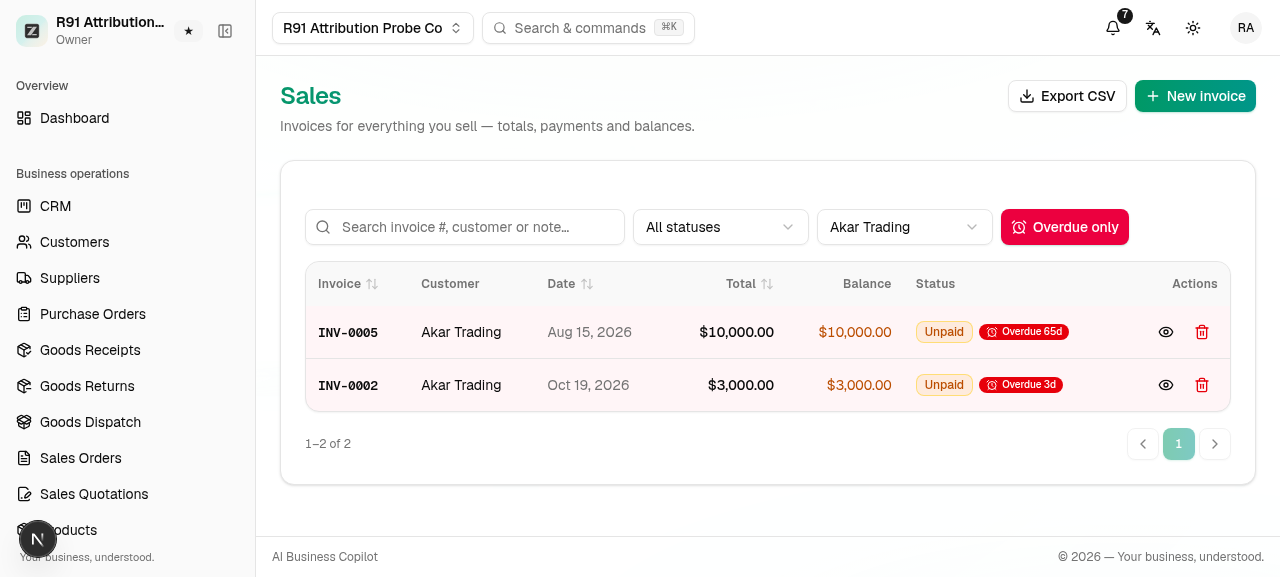 R91 Attribution...
Owner
★
R91 Attribution Probe Co
Search & commands ⌘K
7
RA
Overview
Dashboard
Business operations
CRM
Customers
Suppliers
Purchase Orders
Goods Receipts
Goods Returns
Goods Dispatch
Sales Orders
Sales Quotations
Your business, understood.
N
Sales
Invoices for everything you sell — totals, payments and balances.
Export CSV
New invoice
Search invoice #, customer or note...
All statuses
Akar Trading
Overdue only
Invoice Customer Date Total Balance Status Actions
INV-0005 Akar Trading Aug 15, 2026 $10,000.00 $10,000.00 Unpaid Overdue 65d
INV-0002 Akar Trading Oct 19, 2026 $3,000.00 $3,000.00 Unpaid Overdue 3d
1–2 of 2
1
AI Business Copilot
© 2026 — Your business, understood.